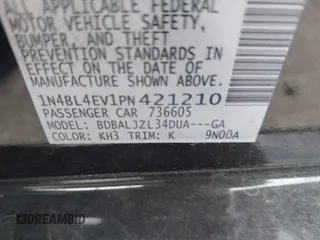 ALL APPLICABLE FEDERAL
MOTOR VEHICLE SAFETY,
BUMPER, AND THEFT
PREVENTION STANDARDS IN
EFFECT ON THE DATE OF
MANUFACTURE SHOWN ABOVE.
1N4BL4EV1PN421210
PASSENGER CAR 736605
MODEL: BDBALJZL34DUA---GA
COLOR: KH3 TRIM: K 9N00A
DREAMBID